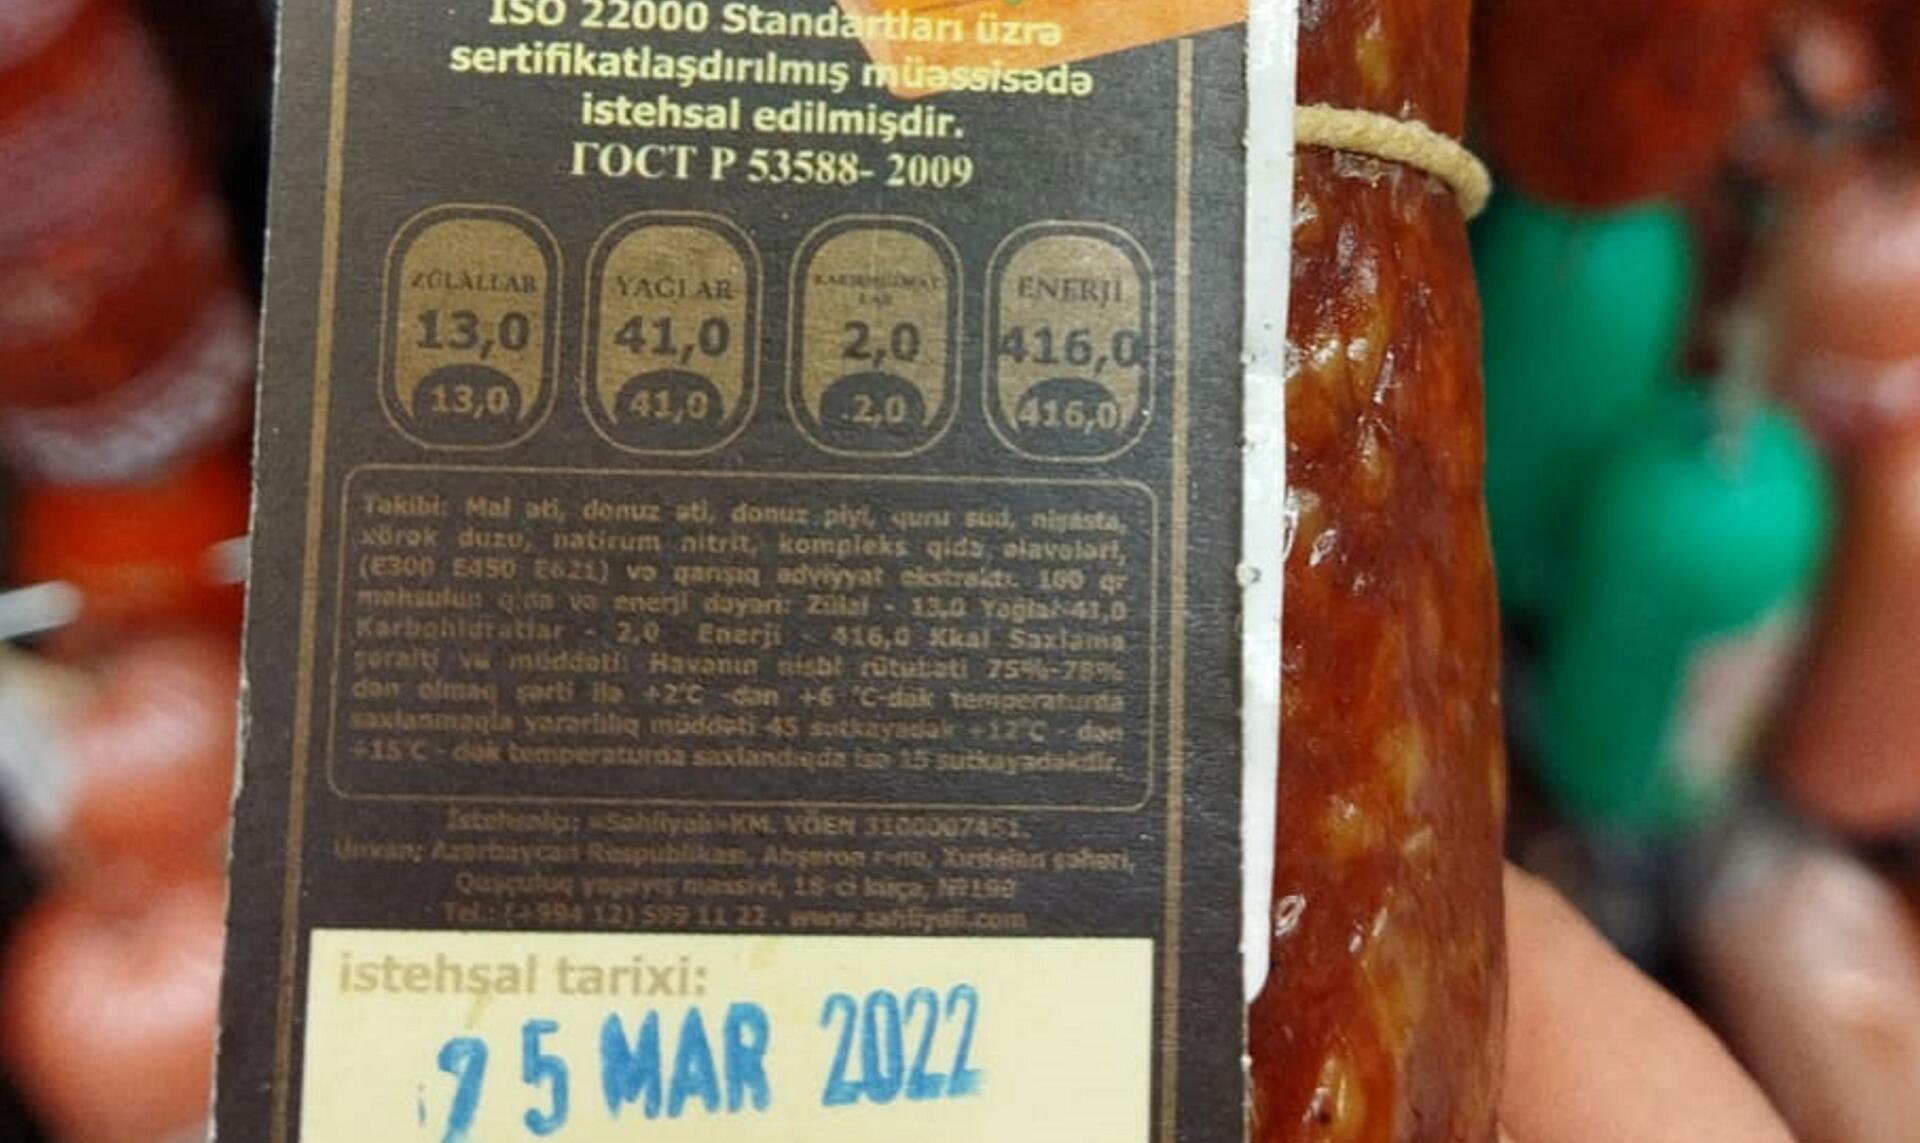 ISO 22000 Standartları üzrə
sertifikatlaşdırılmış müəssisədə
istehsal edilmişdir.
ГОСТ Р 53588- 2009
ZÜLALLAR
13,0
13,0
YAĞLAR
41,0
41,0
2,0
2,0
ENERJİ
416,0
416,0
Təkibi: Mal əti, donuz əti, donuz piyi, quru süd, nişasta,
xörək duzu, natirum nitrit, kompleks qida əlavələri,
(E300 E450 E621) və qarışıq ədviyyat ekstraktı. 100 qr
məhsulun qida və enerji dəyəri: Zülal - 13,0 Yağlar-41,0
Karbohidratlar - 2,0 Enerji - 416,0 Kkal Saxlama
şəraiti və müddəti: Havanın nisbi rütubəti 75%-78%
dən olmaq şərti ilə +2°C -dən +6 °C-dək temperaturda
saxlanmaqla yararlılıq müddəti 45 sutkayadək +12°C - dən
+15°C - dək temperaturda saxlandıqda isə 15 sutkayadəkdir.
İstehsalçı: «Səhliyalı»KM. VÖEN 3100007451.
Ünvan: Azərbaycan Respublikası, Abşeron r-nu, Xırdalan şəhəri,
Quşçuluq yaşayış massivi, 18-ci küçə, №190
Tel.: (+994 12) 599 11 22 . www.sahliyali.com
istehsal tarixi:
25 MAR 2022